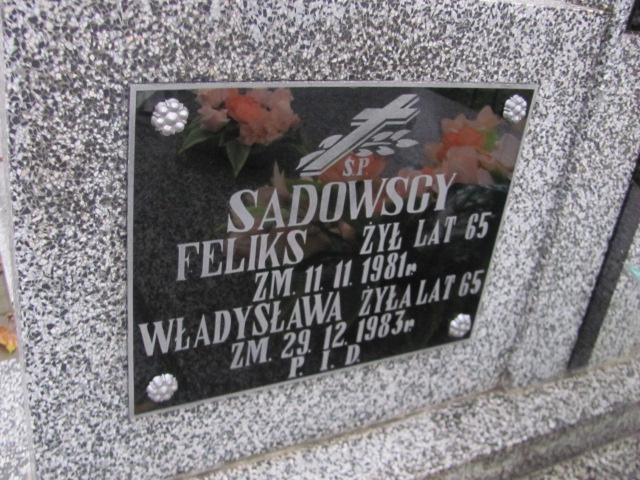 Ś.P.
SADOWSCY
FELIKS ŻYŁ LAT 65
ZM. 11. 11. 1981r
WŁADYSŁAWA ŻYŁA LAT 65
ZM. 29. 12. 1983r
P. I. D.